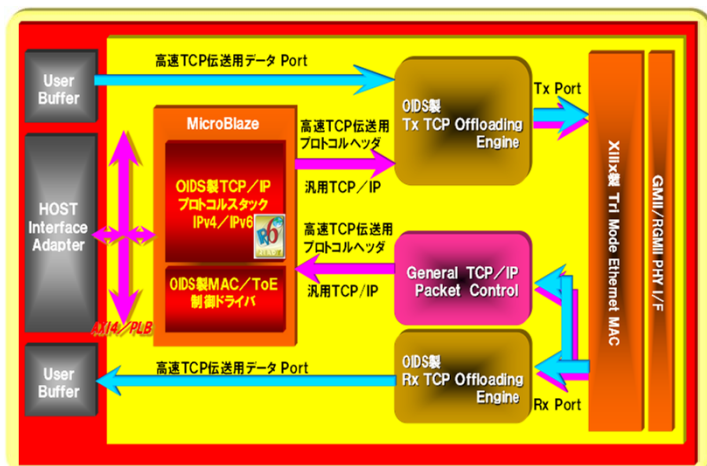 User
Buffer
高速TCP伝送用データ Port
OIDS製
Tx TCP Offloading
Engine
Tx Port
MicroBlaze
OIDS製TCP/IP
プロトコルスタック
IPv4/IPv6
OIDS製MAC/ToE
制御ドライバ
高速TCP伝送用
プロトコルヘッダ
汎用TCP/IP
高速TCP伝送用
プロトコルヘッダ
汎用TCP/IP
HOST
Interface
Adapter
AXI4/PLB
General TCP/IP
Packet Control
Xilix製 Tri Mode Ethernet MAC
GMII/RGMII PHY I/F
User
Buffer
高速TCP伝送用データ Port
OIDS製
Rx TCP Offloading
Engine
Rx Port